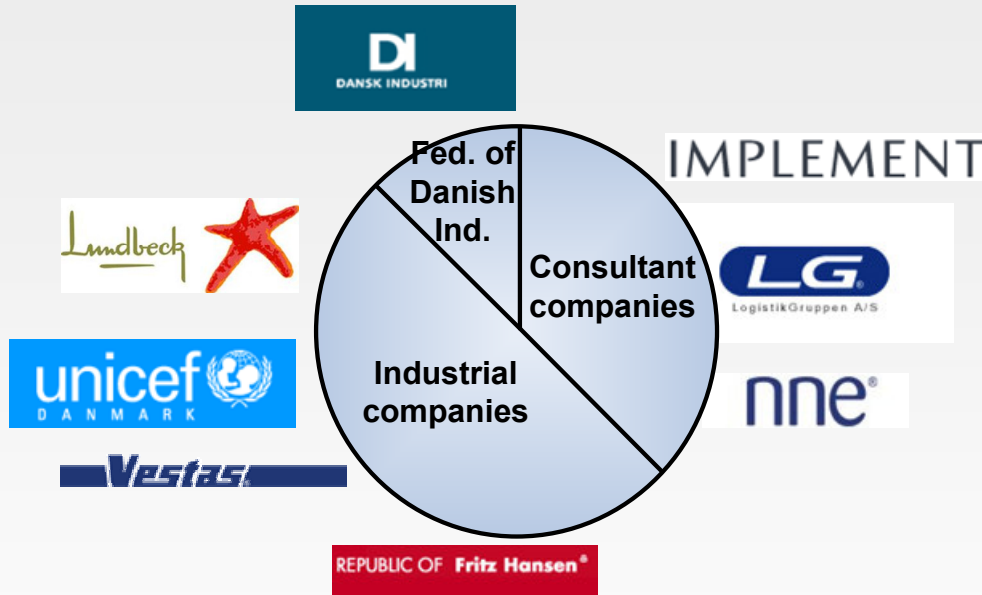 DI
DANSK INDUSTRI
Fed. of
Danish
Ind.
IMPLEMENT
Lundbeck
Consultant
companies
LG®
LogistikGruppen A/S
unicef
DANMARK
Industrial
companies
nne®
Vestas®
REPUBLIC OF Fritz Hansen®